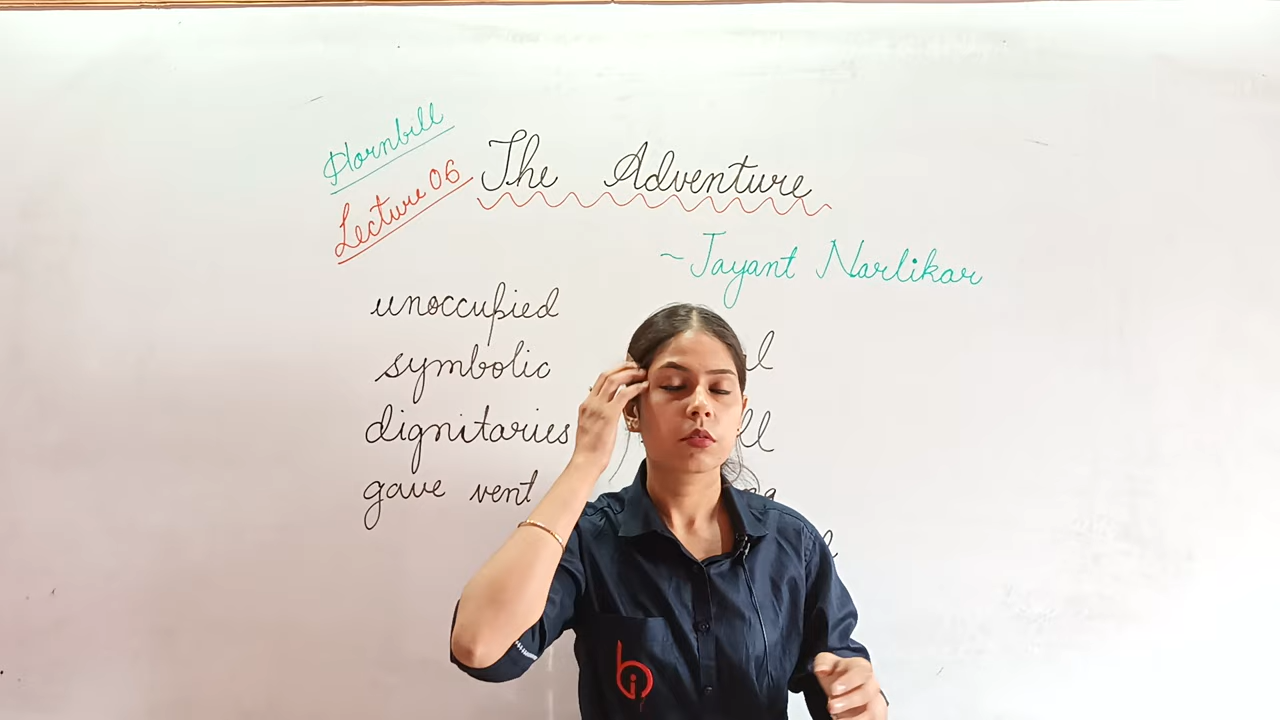 Hornbill
Lecture 06
The Adventure
~Jayant Narlikar
unoccupied
symbolic
dignitaries
gave vent